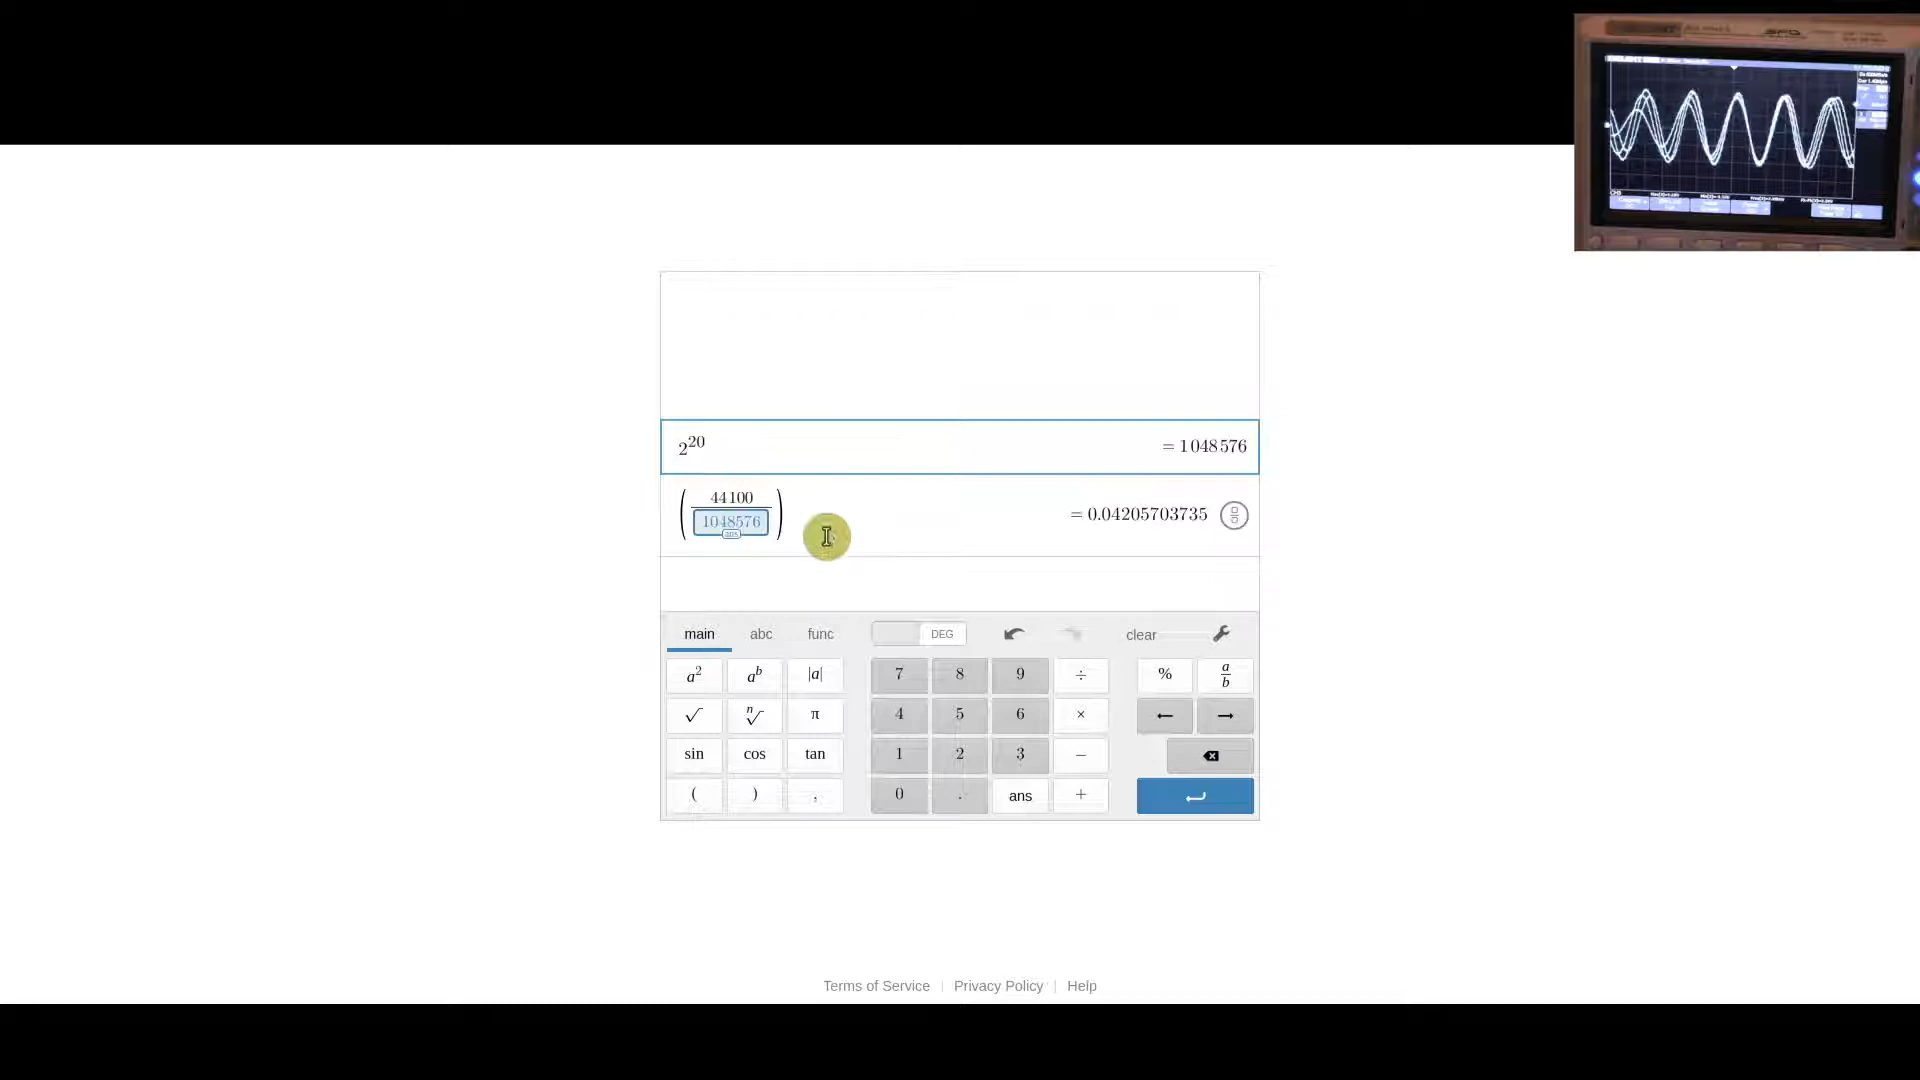 2^20 = 1048576
(44100/1048576) = 0.04205703735
ans
main abc func DEG clear
a^2 a^b |a| 7 8 9 ÷ % a/b
√ n√ π 4 5 6 × ← →
sin cos tan 1 2 3 −
( ) , 0 . ans +
Terms of Service | Privacy Policy | Help